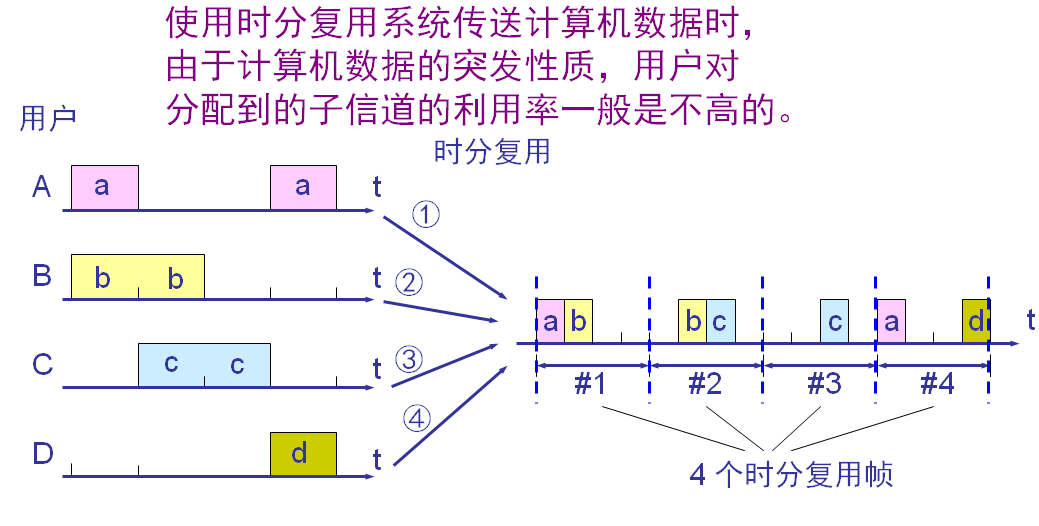 使用时分复用系统传送计算机数据时，
由于计算机数据的突发性质，用户对
分配到的子信道的利用率一般是不高的。
用户
时分复用
A a a t
①
B b b t
②
a b b c c a d t
C c c t
③
#1 #2 #3 #4
④
D d t
4 个时分复用帧